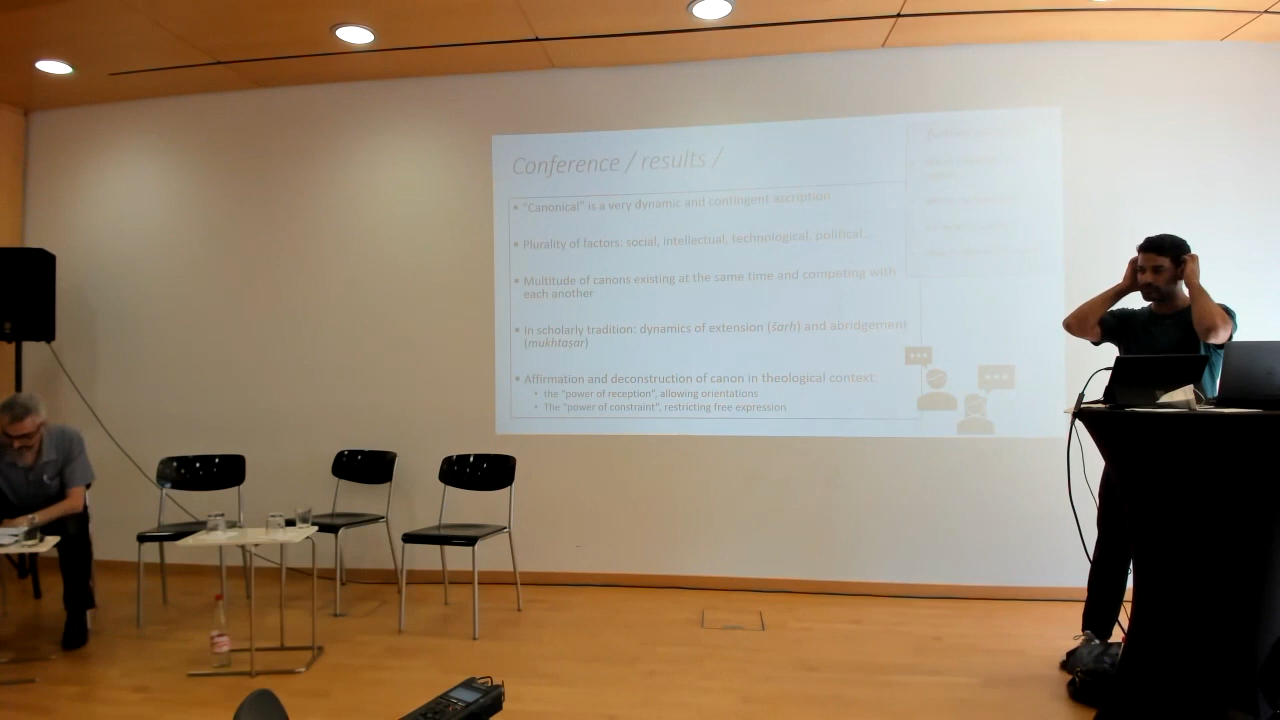 Conference / results /
"Canonical" is a very dynamic and contingent ascription
Plurality of factors: social, intellectual, technological, political...
Multitude of canons existing at the same time and competing with
each another
In scholarly tradition: dynamics of extension (šarh) and abridgement
(mukhtaṣar)
Affirmation and deconstruction of canon in theological context:
the "power of reception", allowing orientations
The "power of constraint", restricting free expression